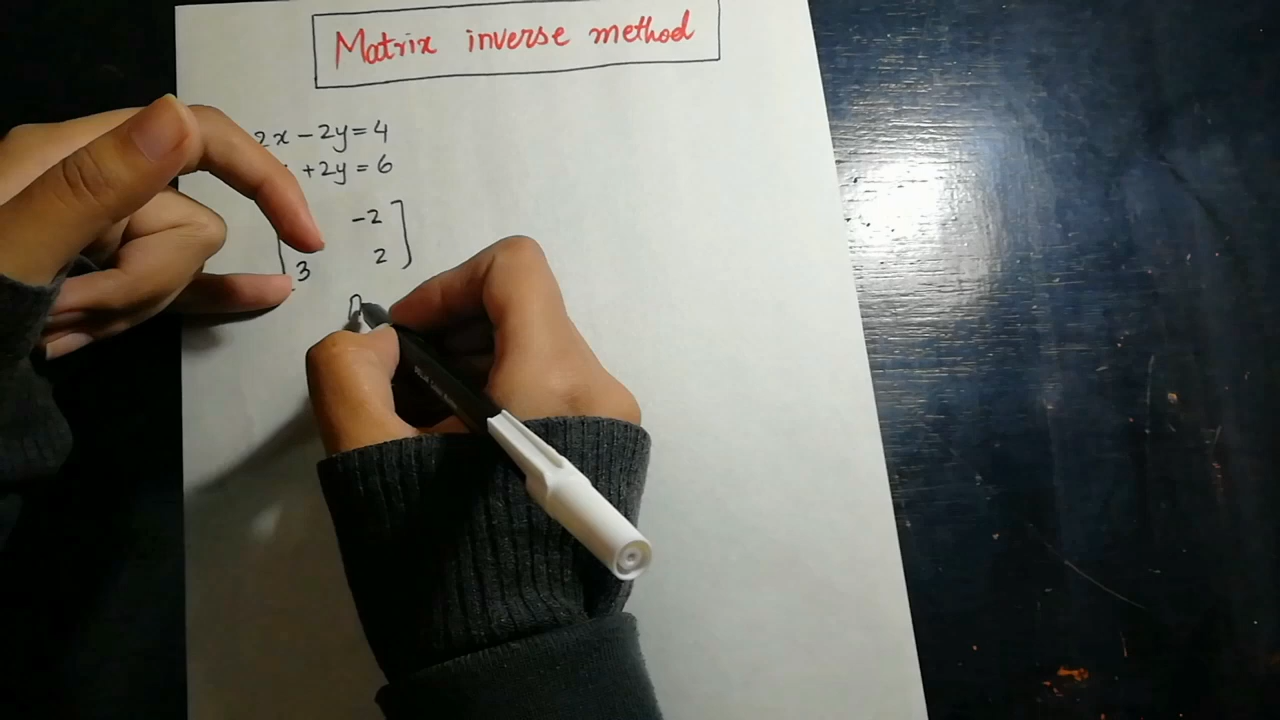 Matrix inverse method
2x - 2y = 4
+ 2y = 6
-2
3 2
A